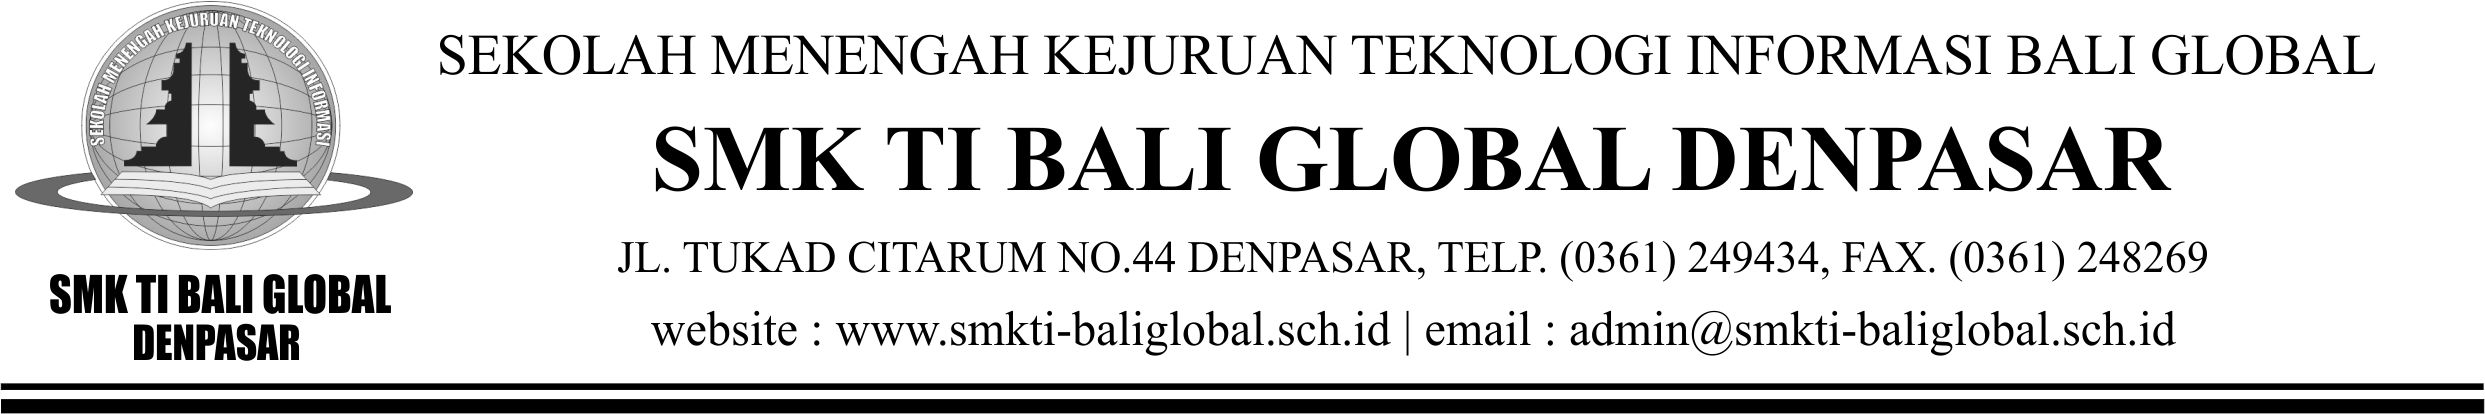 SEKOLAH MENENGAH KEJURUAN TEKNOLOGI INFORMASI
SMK TI BALI GLOBAL
DENPASAR
SEKOLAH MENENGAH KEJURUAN TEKNOLOGI INFORMASI BALI GLOBAL
SMK TI BALI GLOBAL DENPASAR
JL. TUKAD CITARUM NO.44 DENPASAR, TELP. (0361) 249434, FAX. (0361) 248269
website : www.smkti-baliglobal.sch.id | email : admin@smkti-baliglobal.sch.id